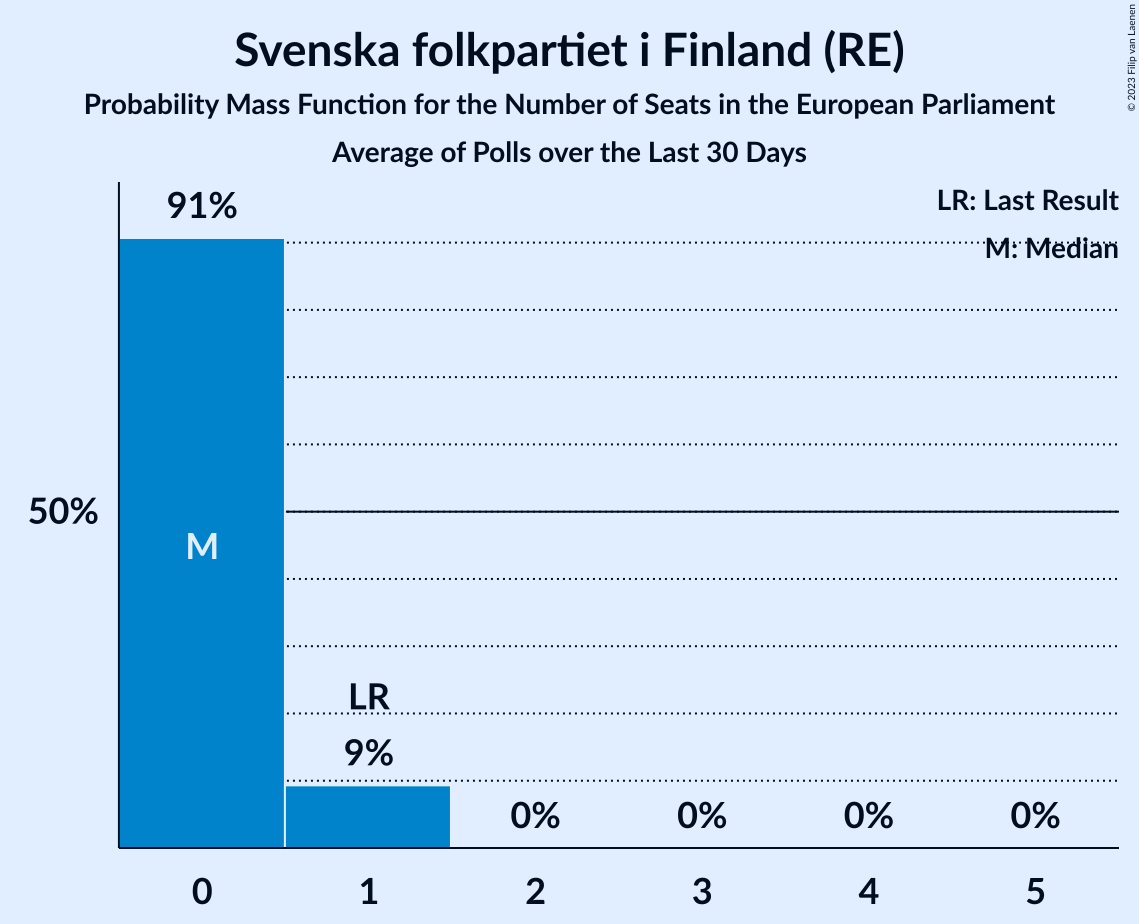 Svenska folkpartiet i Finland (RE)
Probability Mass Function for the Number of Seats in the European Parliament
Average of Polls over the Last 30 Days
© 2023 Filip van Laenen
LR: Last Result
M: Median
91%
50%
M
LR
9%
0%
0%
0%
0%
0 1 2 3 4 5